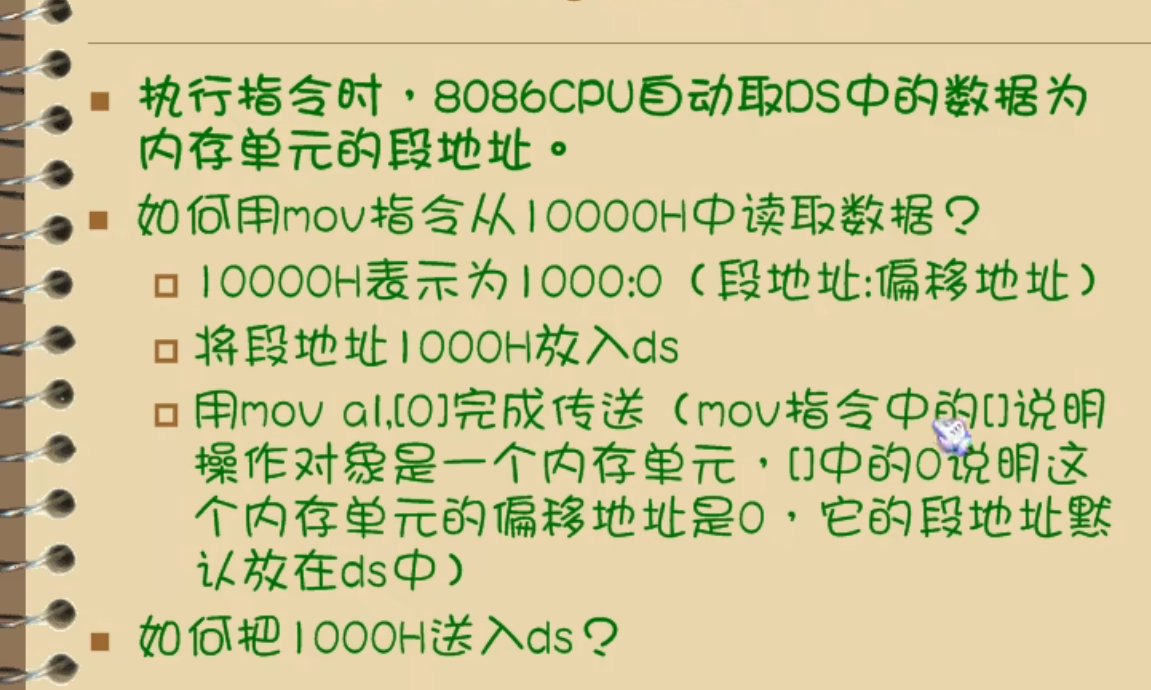 执行指令时，8086CPU自动取DS中的数据为
内存单元的段地址。
如何用mov指令从10000H中读取数据？
10000H表示为1000:0（段地址:偏移地址）
将段地址1000H放入ds
用mov al,[0]完成传送（mov指令中的[]说明
操作对象是一个内存单元，[]中的0说明这
个内存单元的偏移地址是0，它的段地址默
认放在ds中）
如何把1000H送入ds？